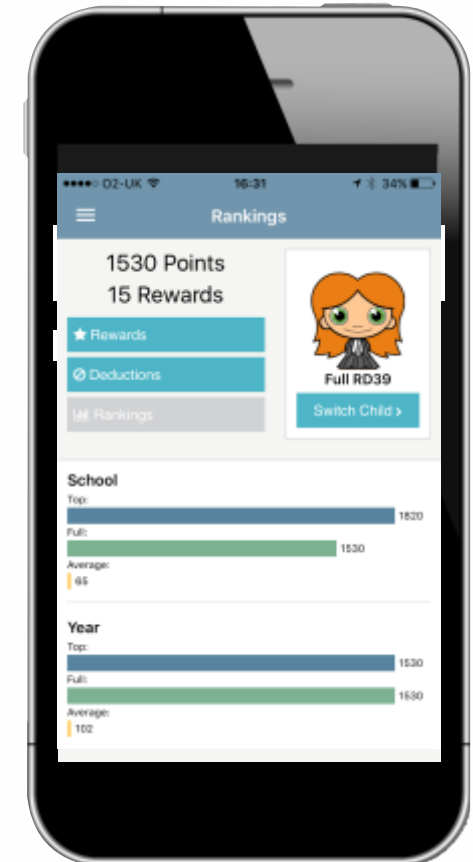 O2-UK 16:31 34%
Rankings
1530 Points
15 Rewards
Rewards
Deductions
Rankings
Full RD39
Switch Child ›
School
Top:
1820
Full:
1530
Average:
65
Year
Top:
1530
Full:
1530
Average:
102